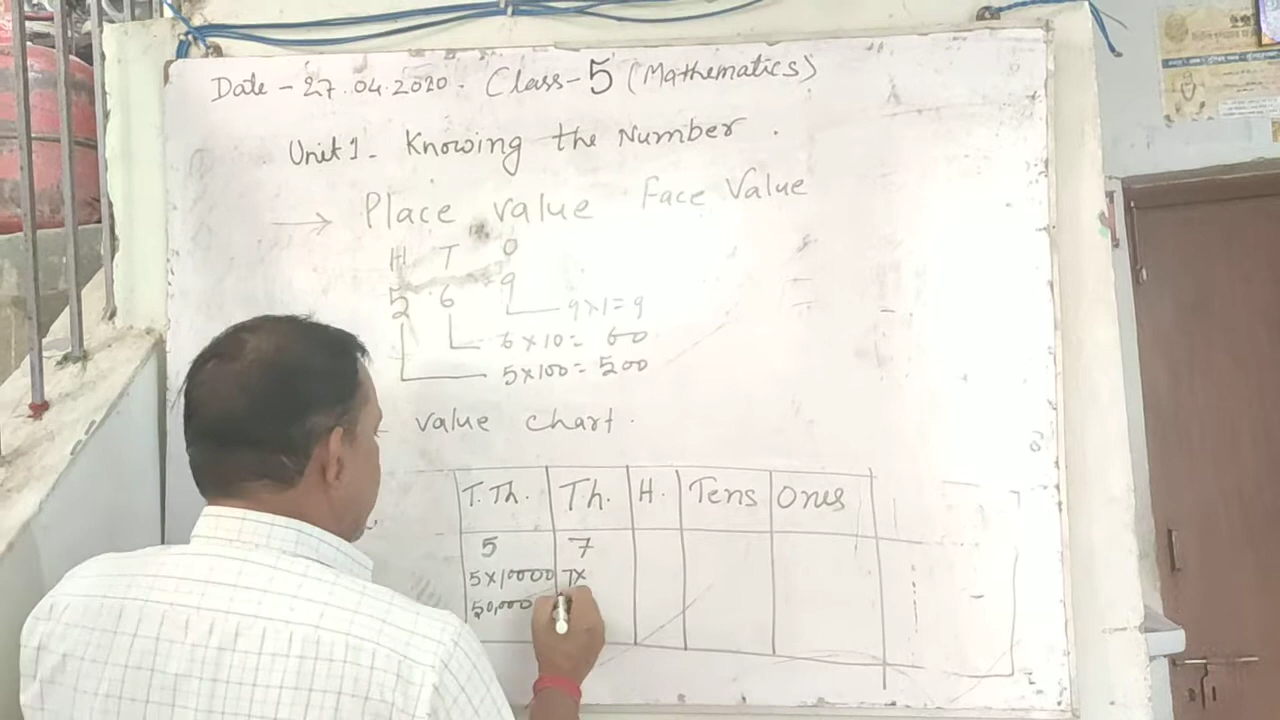 Date - 27.04.2020. Class-5 (Mathematics)
Unit 1 - Knowing the Number.
→ Place value Face Value
H T O
5 6 9
9×1=9
6×10= 60
5×100= 500
value chart.
T.Th. Th. H. Tens Ones
5 7
5×10000 7×
50,000